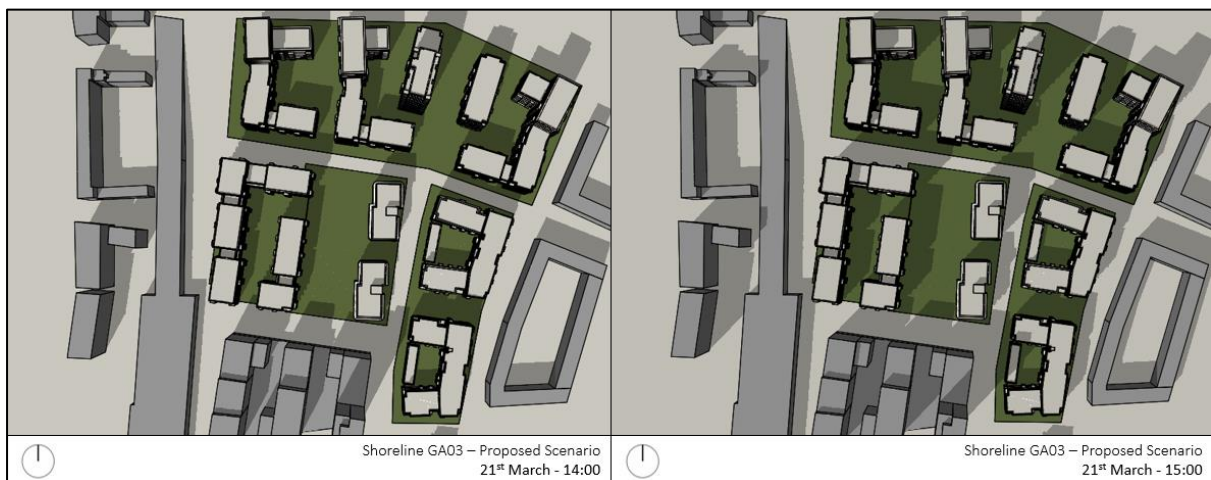 Shoreline GA03 – Proposed Scenario
21st March - 14:00
Shoreline GA03 – Proposed Scenario
21st March - 15:00